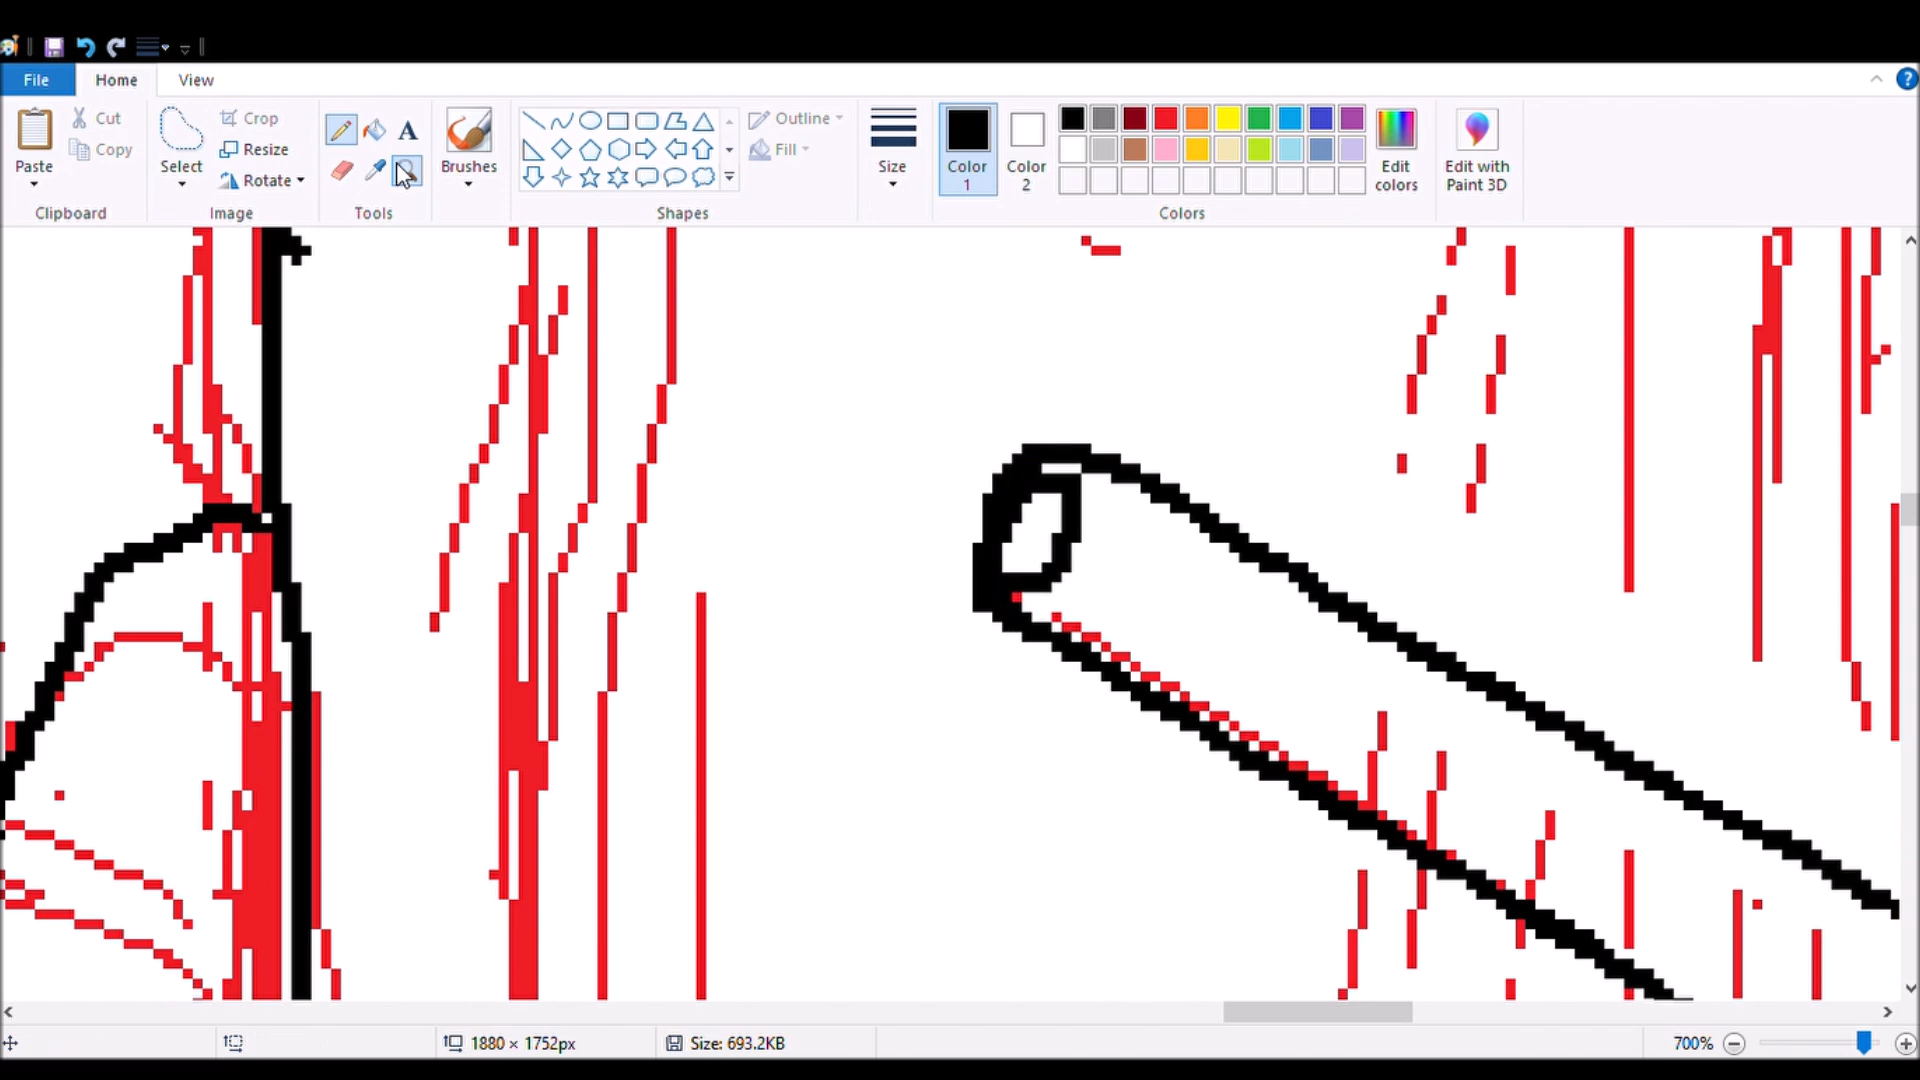 File Home View
Paste
Cut
Copy
Clipboard
Select
Crop
Resize
Rotate
Image
A
Tools
Brushes
Shapes
Outline
Fill
Size
Color
1
Color
2
Edit
colors
Colors
Edit with
Paint 3D
?
1880 × 1752px
Size: 693.2KB
700%